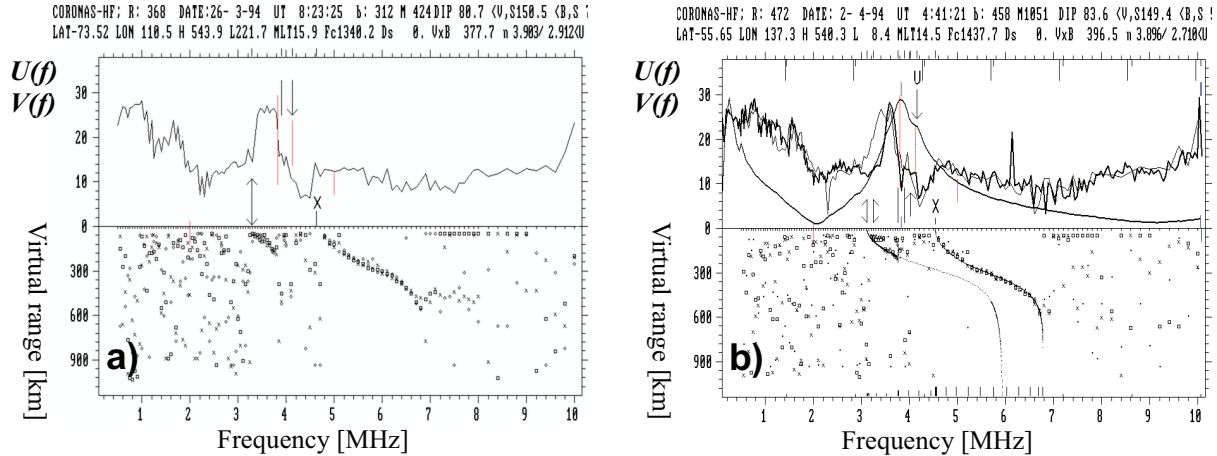 CORONAS-HF; R: 368 DATE:26- 3-94 UT 8:23:25 b: 312 M 424 DIP 80.7 <V,S150.5 <B,S
LAT-73.52 LON 110.5 H 543.9 L221.7 MLT15.9 Fc1340.2 Ds 0. VxB 377.7 n 3.903/ 2.912<U
U(f)
V(f)
30
20
10
0
X
Virtual range [km]
300
600
900
a)
1 2 3 4 5 6 7 8 9 10
Frequency [MHz]
CORONAS-HF; R: 472 DATE: 2- 4-94 UT 4:41:21 b: 458 M1051 DIP 83.6 <V,S149.4 <B,S
LAT-55.65 LON 137.3 H 540.3 L 8.4 MLT14.5 Fc1437.7 Ds 0. VxB 396.5 n 3.896/ 2.710<U
U(f)
V(f)
30
20
10
0
U
X
Virtual range [km]
300
600
900
b)
1 2 3 4 5 6 7 8 9 10
Frequency [MHz]